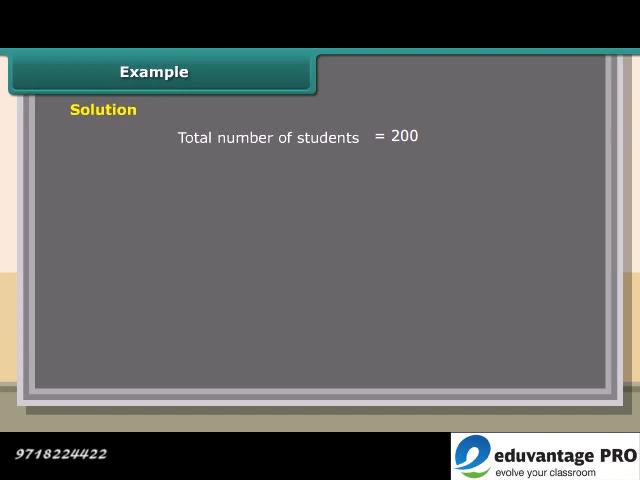 Example
Solution
Total number of students = 200
9718224422
eduvantage PRO
evolve your classroom